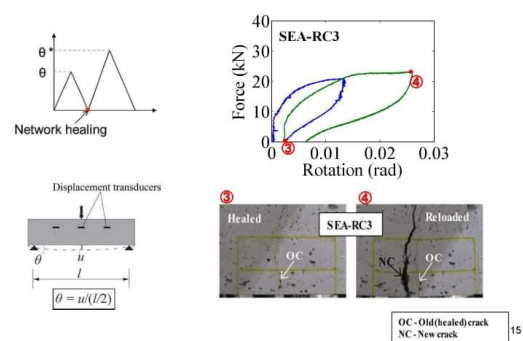 θ*
θ
Network healing
SEA-RC3
Force (kN)
40
30
20
10
0
0
0.01
0.02
0.03
Rotation (rad)
③
④
Displacement transducers
θ
u
l
θ = u/(l/2)
③
④
Healed
SEA-RC3
Reloaded
OC
NC
OC
OC - Old(healed)crack
NC - New crack
15